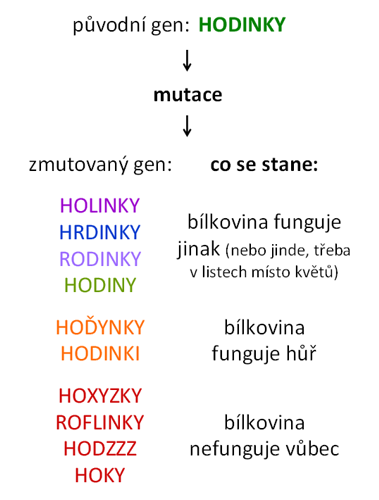 původní gen: HODINKY
mutace
zmutovaný gen: co se stane:
HOLINKY
HRDINKY
RODINKY
HODINY
bílkovina funguje
jinak (nebo jinde, třeba
v listech místo květů)
HOĎYNKY
HODINKI
bílkovina
funguje hůř
HOXYZKY
ROFLINKY
HODZZZ
HOKY
bílkovina
nefunguje vůbec